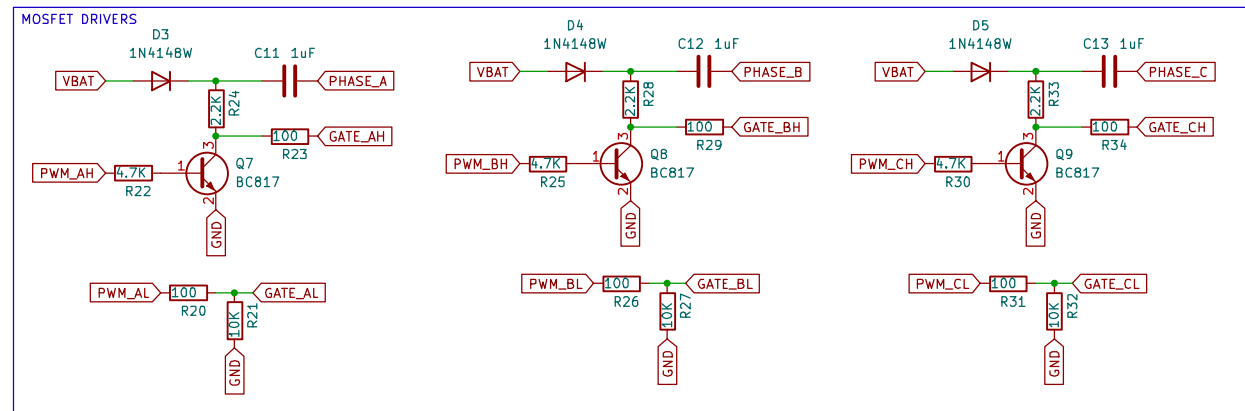 MOSFET DRIVERS
D3
1N4148W
C11 1uF
VBAT
PHASE_A
2.2K
R24
100
GATE_AH
R23
3
1
Q7
BC817
PWM_AH
4.7K
R22
2
GND
PWM_AL
100
GATE_AL
R20
10K
R21
GND
D4
1N4148W
C12 1uF
VBAT
PHASE_B
2.2K
R28
100
GATE_BH
R29
3
1
Q8
BC817
PWM_BH
4.7K
R25
2
GND
PWM_BL
100
GATE_BL
R26
10K
R27
GND
D5
1N4148W
C13 1uF
VBAT
PHASE_C
2.2K
R33
100
GATE_CH
R34
3
1
Q9
BC817
PWM_CH
4.7K
R30
2
GND
PWM_CL
100
GATE_CL
R31
10K
R32
GND